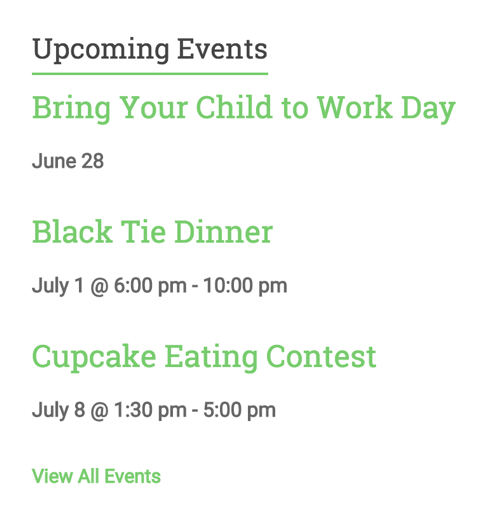 Upcoming Events
Bring Your Child to Work Day
June 28
Black Tie Dinner
July 1 @ 6:00 pm - 10:00 pm
Cupcake Eating Contest
July 8 @ 1:30 pm - 5:00 pm
View All Events